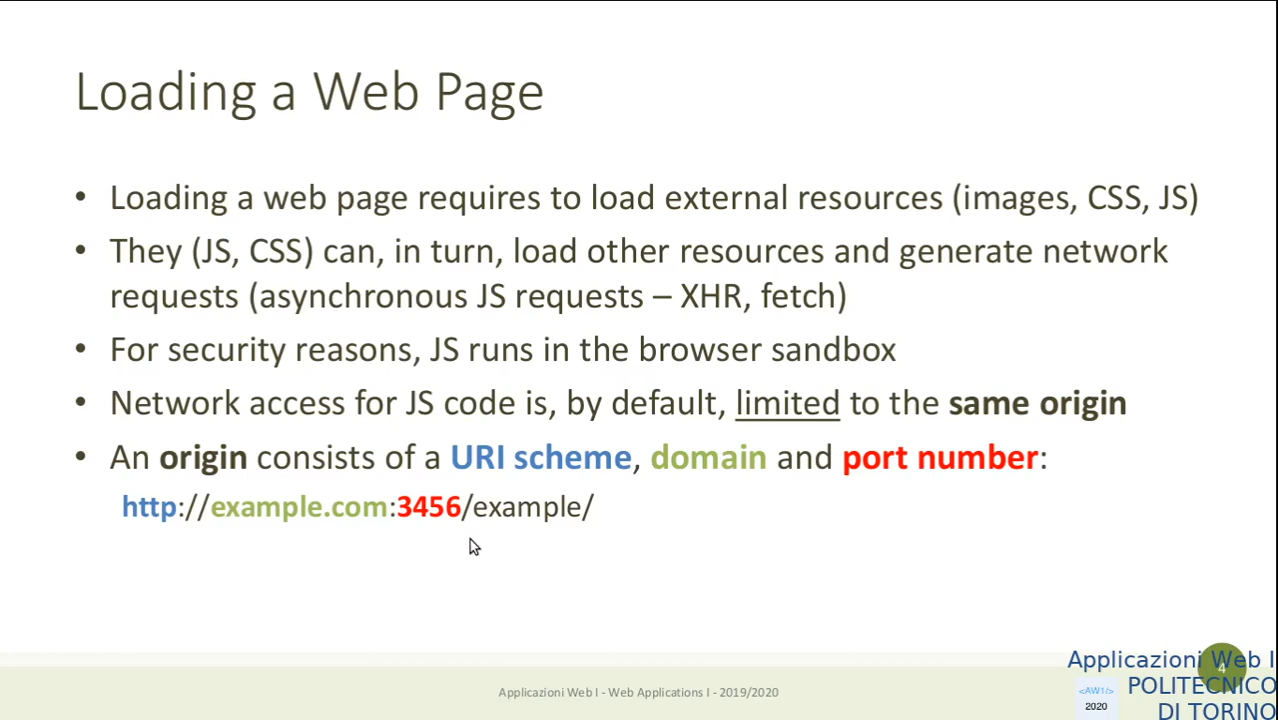 Loading a Web Page
• Loading a web page requires to load external resources (images, CSS, JS)
• They (JS, CSS) can, in turn, load other resources and generate network
requests (asynchronous JS requests – XHR, fetch)
• For security reasons, JS runs in the browser sandbox
• Network access for JS code is, by default, limited to the same origin
• An origin consists of a URI scheme, domain and port number:
http://example.com:3456/example/
Applicazioni Web I - Web Applications I - 2019/2020
4
Applicazioni Web I
POLITECNICO
DI TORINO
<AW1/>
2020